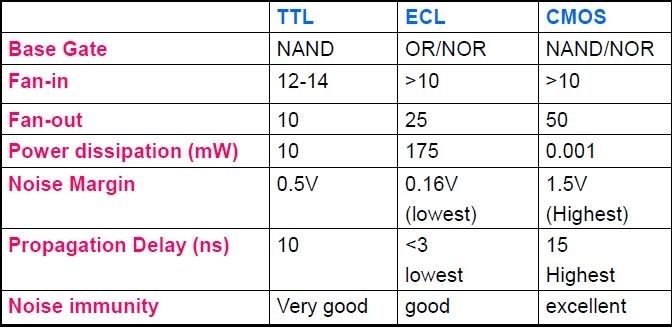 TTL ECL CMOS
Base Gate NAND OR/NOR NAND/NOR
Fan-in 12-14 >10 >10
Fan-out 10 25 50
Power dissipation (mW) 10 175 0.001
Noise Margin 0.5V 0.16V 1.5V
(lowest) (Highest)
Propagation Delay (ns) 10 <3 15
lowest Highest
Noise immunity Very good good excellent